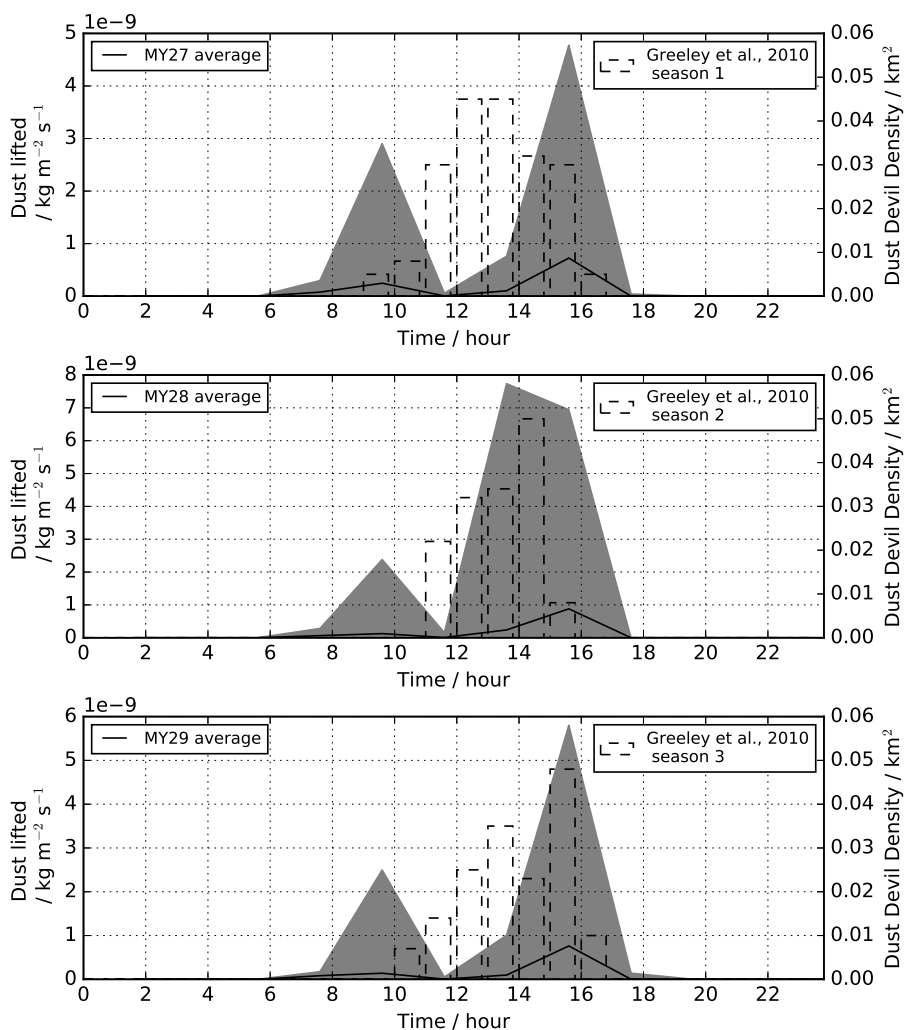 1e−9
5
4
3
2
1
0
Dust lifted
/ kg m−2 s−1
MY27 average
Greeley et al., 2010
season 1
0.06
0.05
0.04
0.03
0.02
0.01
0.00
Dust Devil Density / km2
0 2 4 6 8 10 12 14 16 18 20 22
Time / hour
1e−9
8
7
6
5
4
3
2
1
0
Dust lifted
/ kg m−2 s−1
MY28 average
Greeley et al., 2010
season 2
0.06
0.05
0.04
0.03
0.02
0.01
0.00
Dust Devil Density / km2
0 2 4 6 8 10 12 14 16 18 20 22
Time / hour
1e−9
6
5
4
3
2
1
0
Dust lifted
/ kg m−2 s−1
MY29 average
Greeley et al., 2010
season 3
0.06
0.05
0.04
0.03
0.02
0.01
0.00
Dust Devil Density / km2
0 2 4 6 8 10 12 14 16 18 20 22
Time / hour